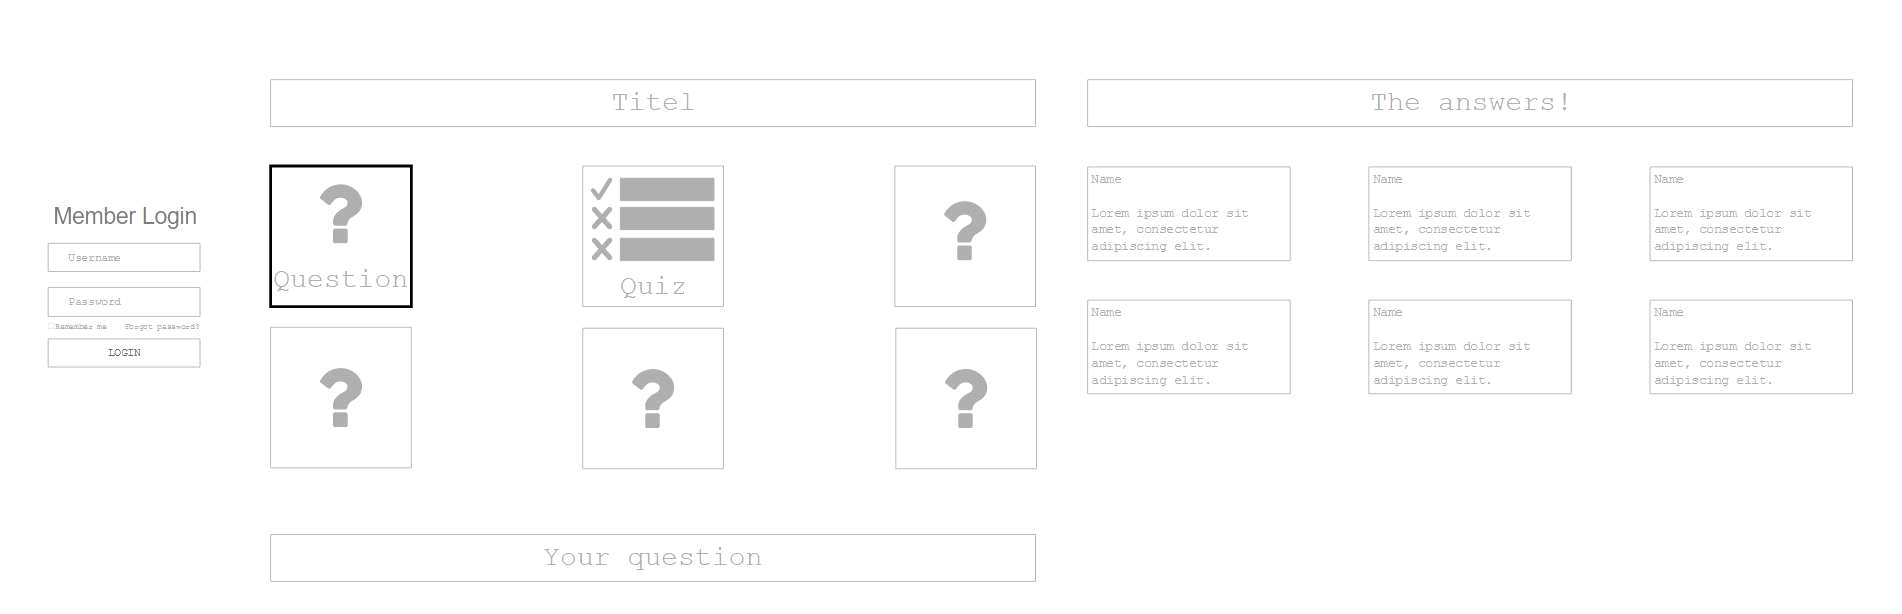 Member Login
Username
Password
Remember me
Forgot password?
LOGIN
Titel
Question
Quiz
Your question
The answers!
Name
Lorem ipsum dolor sit
amet, consectetur
adipiscing elit.
Name
Lorem ipsum dolor sit
amet, consectetur
adipiscing elit.
Name
Lorem ipsum dolor sit
amet, consectetur
adipiscing elit.
Name
Lorem ipsum dolor sit
amet, consectetur
adipiscing elit.
Name
Lorem ipsum dolor sit
amet, consectetur
adipiscing elit.
Name
Lorem ipsum dolor sit
amet, consectetur
adipiscing elit.